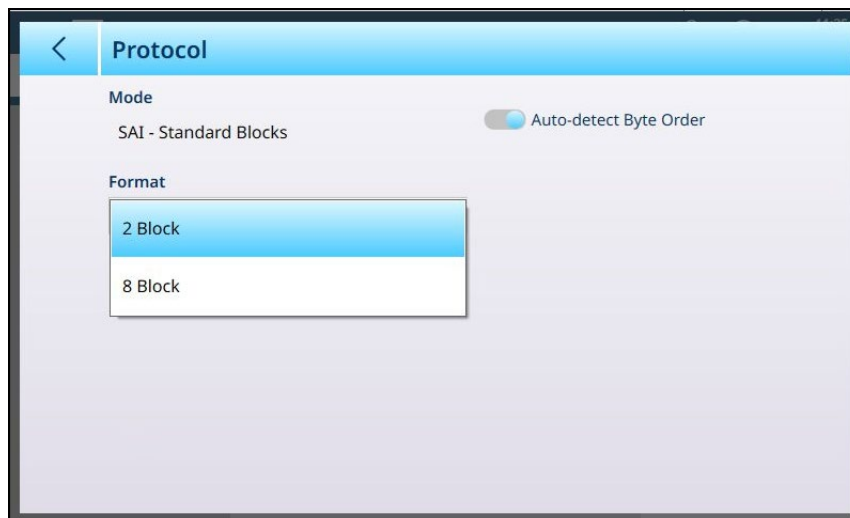 Protocol
Mode
SAI - Standard Blocks
Auto-detect Byte Order
Format
2 Block
8 Block